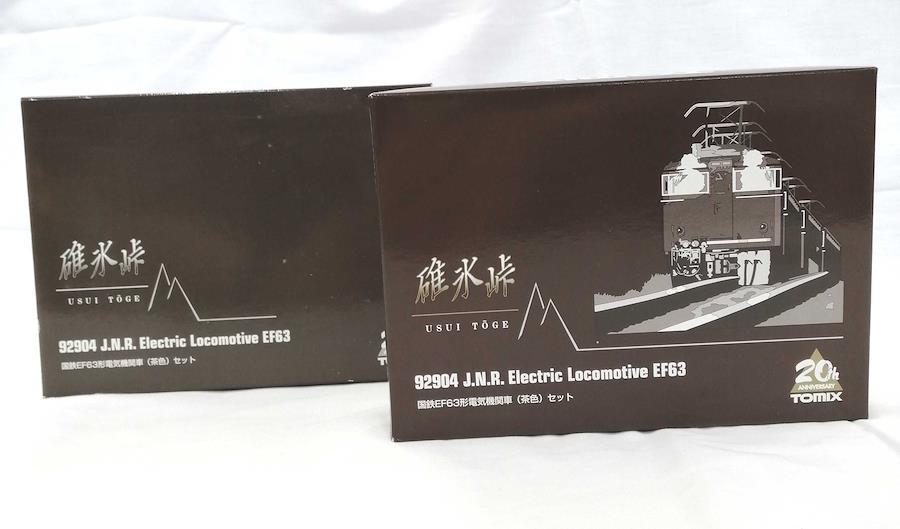 碓氷峠
USUI TŌGE
92904 J.N.R. Electric Locomotive EF63
国鉄EF63形電気機関車（茶色）セット
碓氷峠
USUI TŌGE
92904 J.N.R. Electric Locomotive EF63
国鉄EF63形電気機関車（茶色）セット
20th
ANNIVERSARY
TOMIX